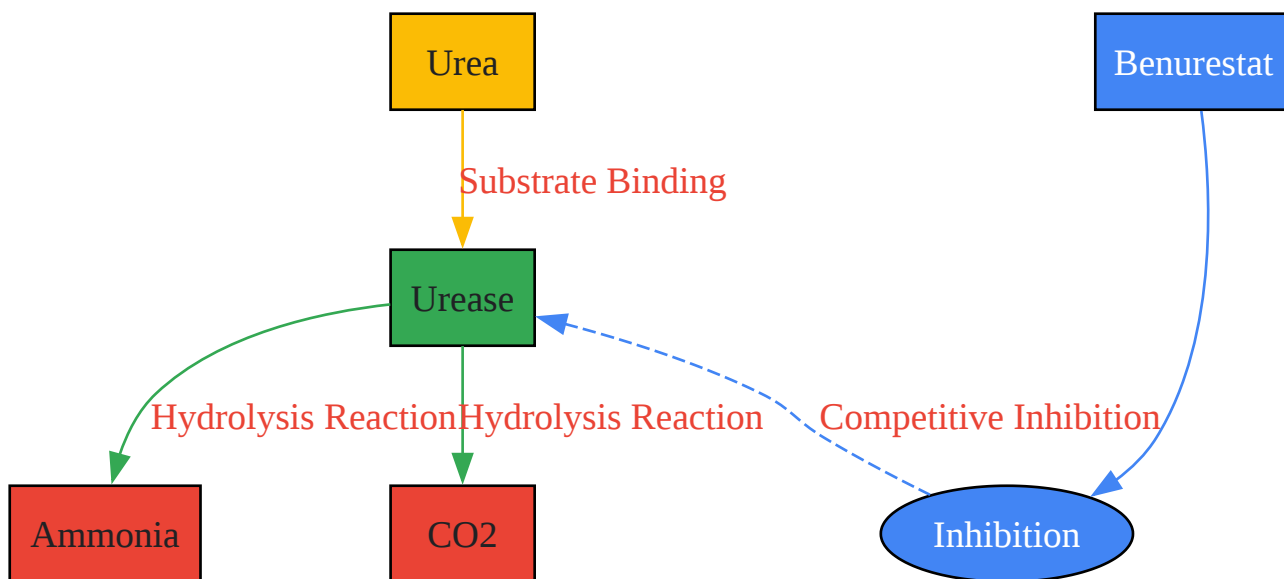 Urea
Benurestat
Substrate Binding
Urease
Hydrolysis Reaction
Hydrolysis Reaction
Competitive Inhibition
Ammonia
CO2
Inhibition